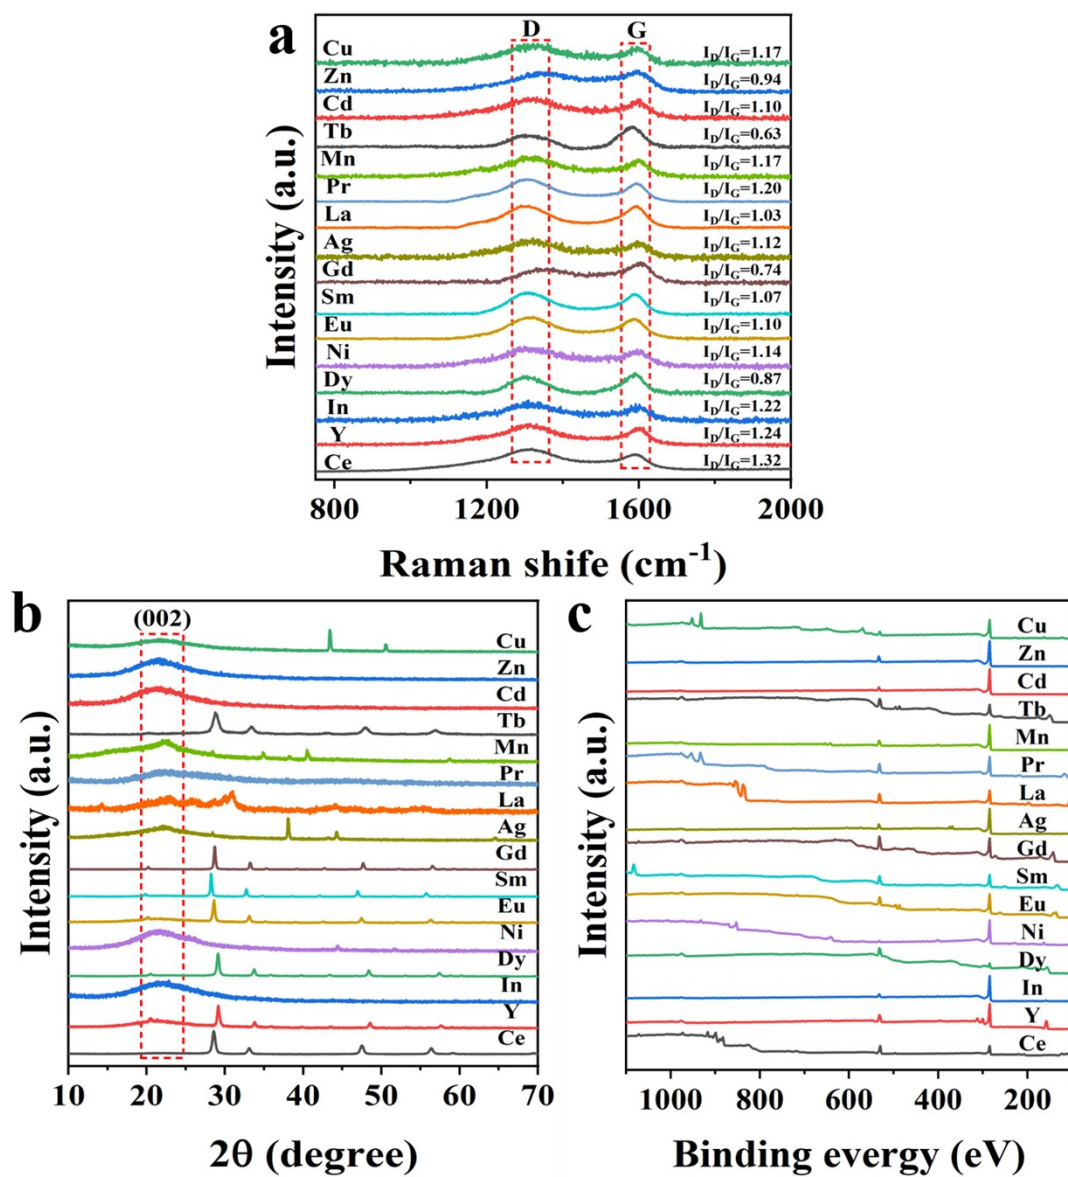 a
D G
Cu I_D/I_G=1.17
Zn I_D/I_G=0.94
Cd I_D/I_G=1.10
Tb I_D/I_G=0.63
Mn I_D/I_G=1.17
Pr I_D/I_G=1.20
La I_D/I_G=1.03
Ag I_D/I_G=1.12
Gd I_D/I_G=0.74
Sm I_D/I_G=1.07
Eu I_D/I_G=1.10
Ni I_D/I_G=1.14
Dy I_D/I_G=0.87
In I_D/I_G=1.22
Y I_D/I_G=1.24
Ce I_D/I_G=1.32
Intensity (a.u.)
800 1200 1600 2000
Raman shife (cm⁻¹)
b
(002)
Cu
Zn
Cd
Tb
Mn
Pr
La
Ag
Gd
Sm
Eu
Ni
Dy
In
Y
Ce
Intensity (a.u.)
10 20 30 40 50 60 70
2θ (degree)
c
Cu
Zn
Cd
Tb
Mn
Pr
La
Ag
Gd
Sm
Eu
Ni
Dy
In
Y
Ce
Intensity (a.u.)
1000 800 600 400 200
Binding evergy (eV)